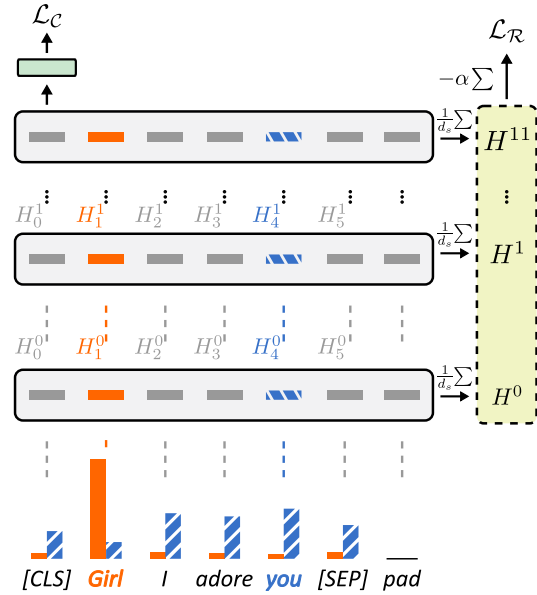 𝓛_𝓒 𝓛_𝓡
−α∑
1/d_s ∑ H^11
H_0^1 H_1^1 H_2^1 H_3^1 H_4^1 H_5^1
1/d_s ∑ H^1
H_0^0 H_1^0 H_2^0 H_3^0 H_4^0 H_5^0
1/d_s ∑ H^0
[CLS] Girl I adore you [SEP] pad